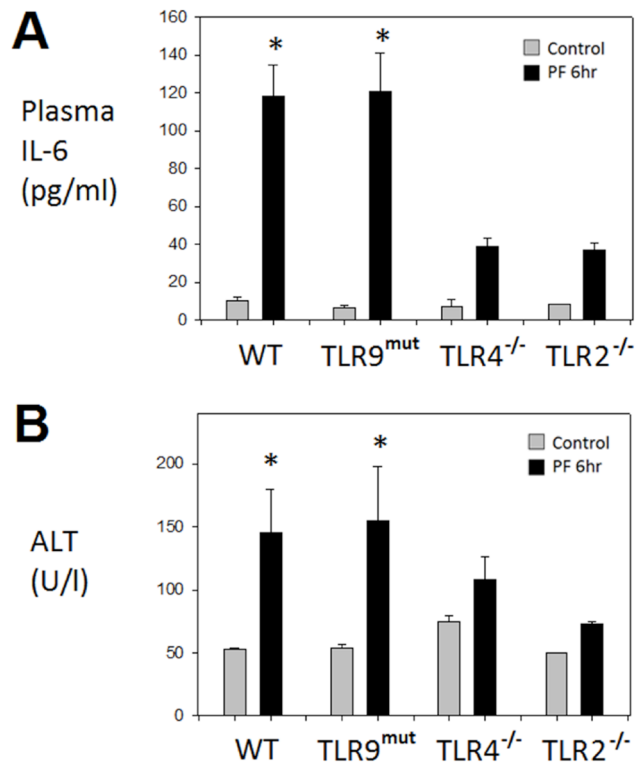 A
Plasma
IL-6
(pg/ml)
160
140
120
100
80
60
40
20
0
* *
Control
PF 6hr
WT TLR9mut TLR4-/- TLR2-/-
B
ALT
(U/l)
200
150
100
50
0
* *
Control
PF 6hr
WT TLR9mut TLR4-/- TLR2-/-